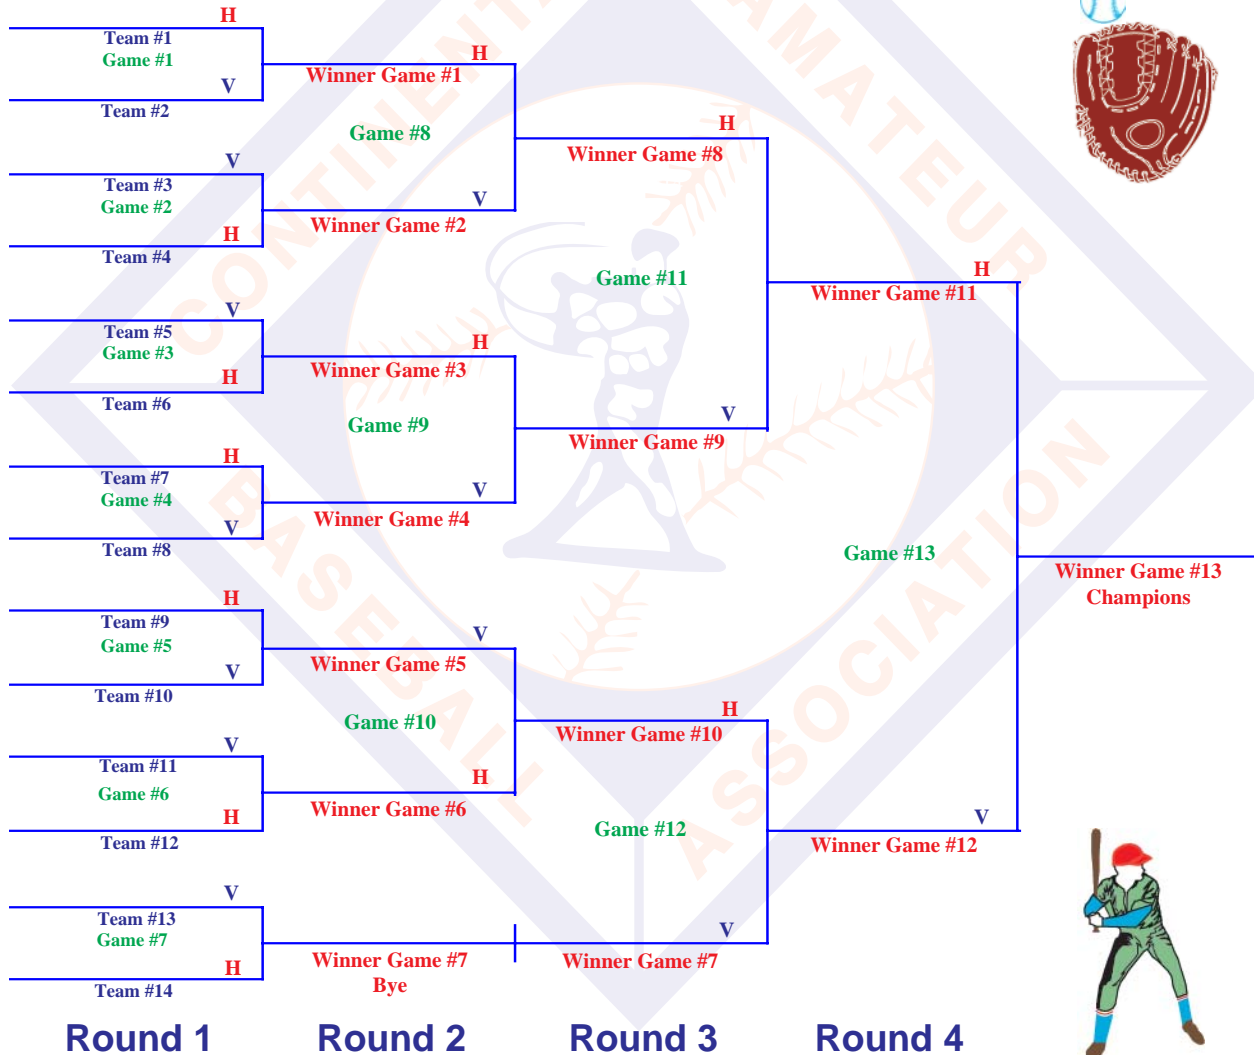 H
Team #1
Game #1
V
Team #2
V
Team #3
Game #2
H
Team #4
V
Team #5
Game #3
H
Team #6
H
Team #7
Game #4
V
Team #8
H
Team #9
Game #5
V
Team #10
V
Team #11
Game #6
H
Team #12
V
Team #13
Game #7
H
Team #14
H
Winner Game #1
Game #8
V
Winner Game #2
H
Winner Game #3
Game #9
V
Winner Game #4
V
Winner Game #5
Game #10
H
Winner Game #6
Winner Game #7
Bye
H
Winner Game #8
Game #11
V
Winner Game #9
H
Winner Game #10
Game #12
V
Winner Game #7
H
Winner Game #11
Game #13
V
Winner Game #12
Winner Game #13
Champions
Round 1 Round 2 Round 3 Round 4
CONTINENTA
AMATEUR
BASEBALL
ASSOCIATION